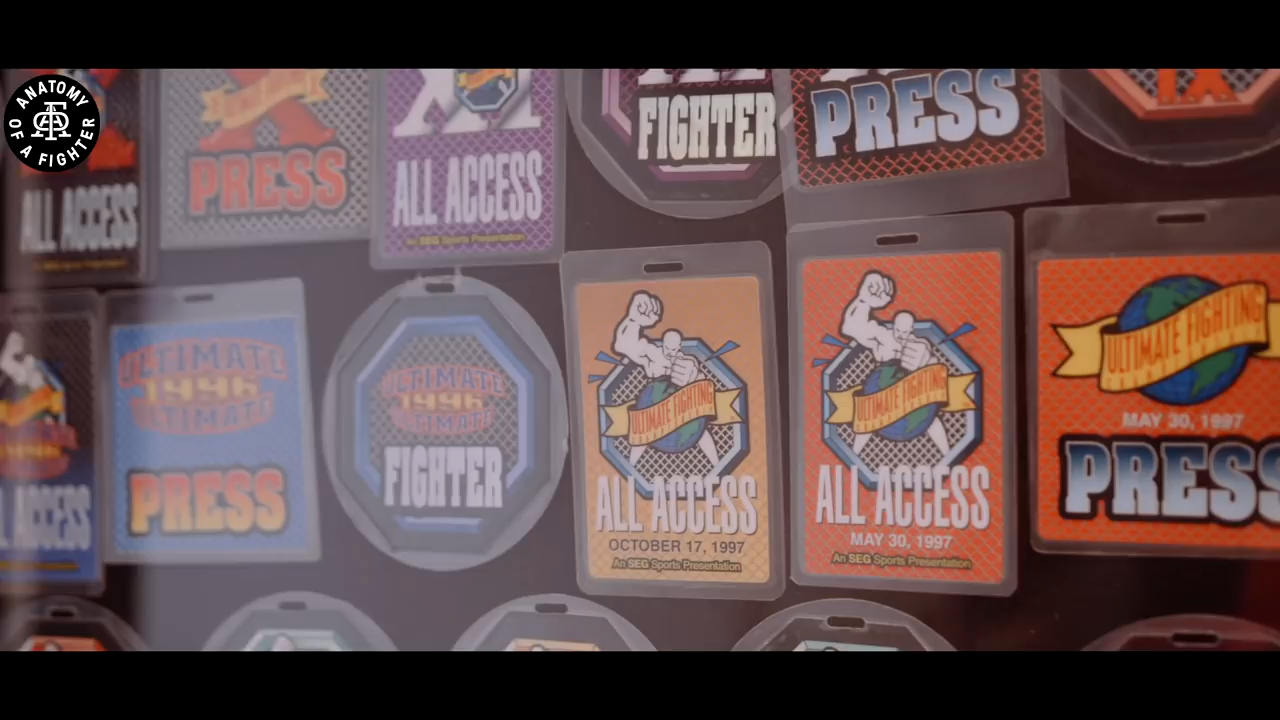 ANATOMY
OF A FIGHTER
ALL ACCESS
PRESS
ALL ACCESS
An SEG Sports Presentation
FIGHTER
PRESS
ALL ACCESS
ULTIMATE
1996
ULTIMATE
PRESS
ULTIMATE
1996
ULTIMATE
FIGHTER
ULTIMATE FIGHTING
ALL ACCESS
OCTOBER 17, 1997
An SEG Sports Presentation
ULTIMATE FIGHTING
ALL ACCESS
MAY 30, 1997
An SEG Sports Presentation
ULTIMATE FIGHTING
MAY 30, 1997
PRESS